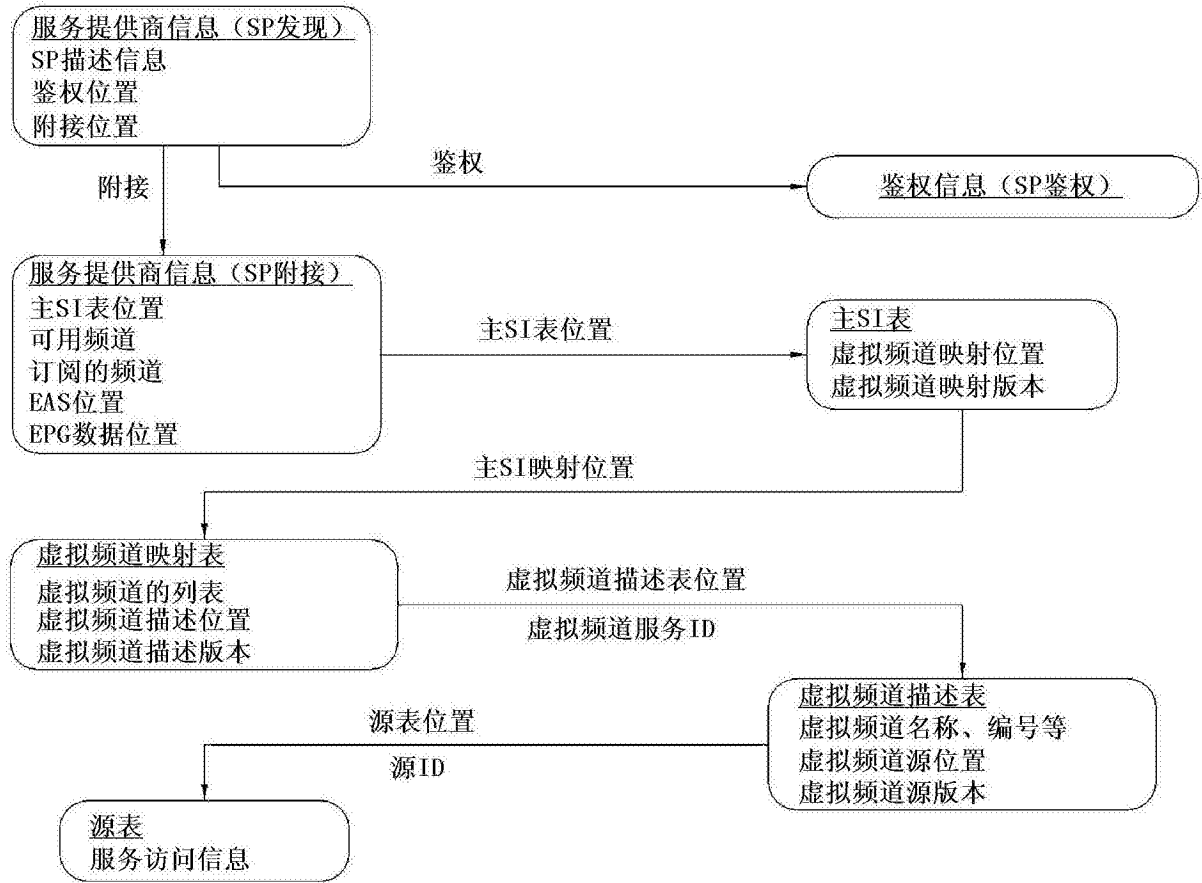 服务提供商信息（SP发现）
SP描述信息
鉴权位置
附接位置
鉴权
附接
鉴权信息（SP鉴权）
服务提供商信息（SP附接）
主SI表位置
可用频道
订阅的频道
EAS位置
EPG数据位置
主SI表位置
主SI表
虚拟频道映射位置
虚拟频道映射版本
主SI映射位置
虚拟频道映射表
虚拟频道的列表
虚拟频道描述位置
虚拟频道描述版本
虚拟频道描述表位置
虚拟频道服务ID
虚拟频道描述表
虚拟频道名称、编号等
虚拟频道源位置
虚拟频道源版本
源表位置
源ID
源表
服务访问信息